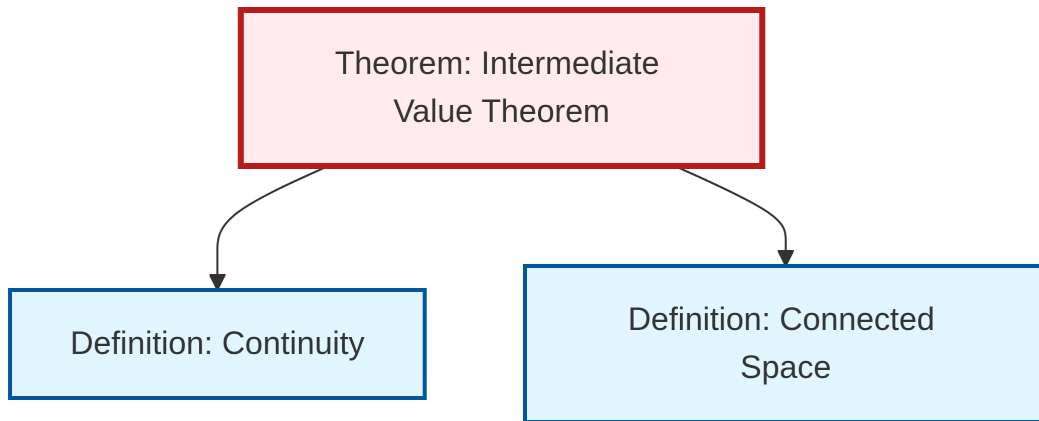 Theorem: Intermediate
Value Theorem
Definition: Continuity
Definition: Connected
Space